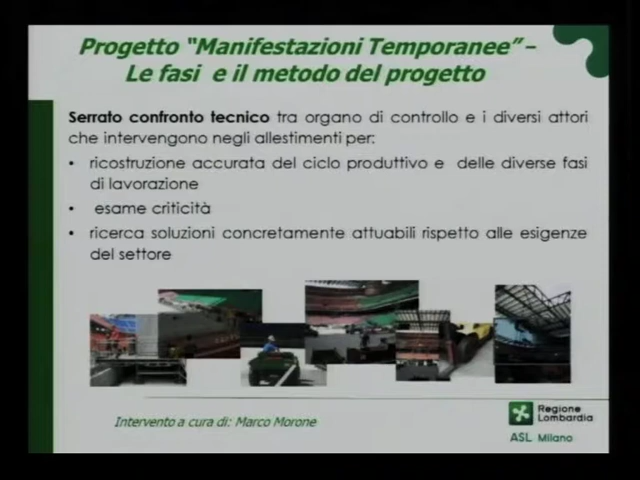 Progetto “Manifestazioni Temporanee” –
Le fasi e il metodo del progetto
Serrato confronto tecnico tra organo di controllo e i diversi attori
che intervengono negli allestimenti per:
• ricostruzione accurata del ciclo produttivo e delle diverse fasi
di lavorazione
• esame criticità
• ricerca soluzioni concretamente attuabili rispetto alle esigenze
del settore
Intervento a cura di: Marco Morone
Regione
Lombardia
ASL Milano